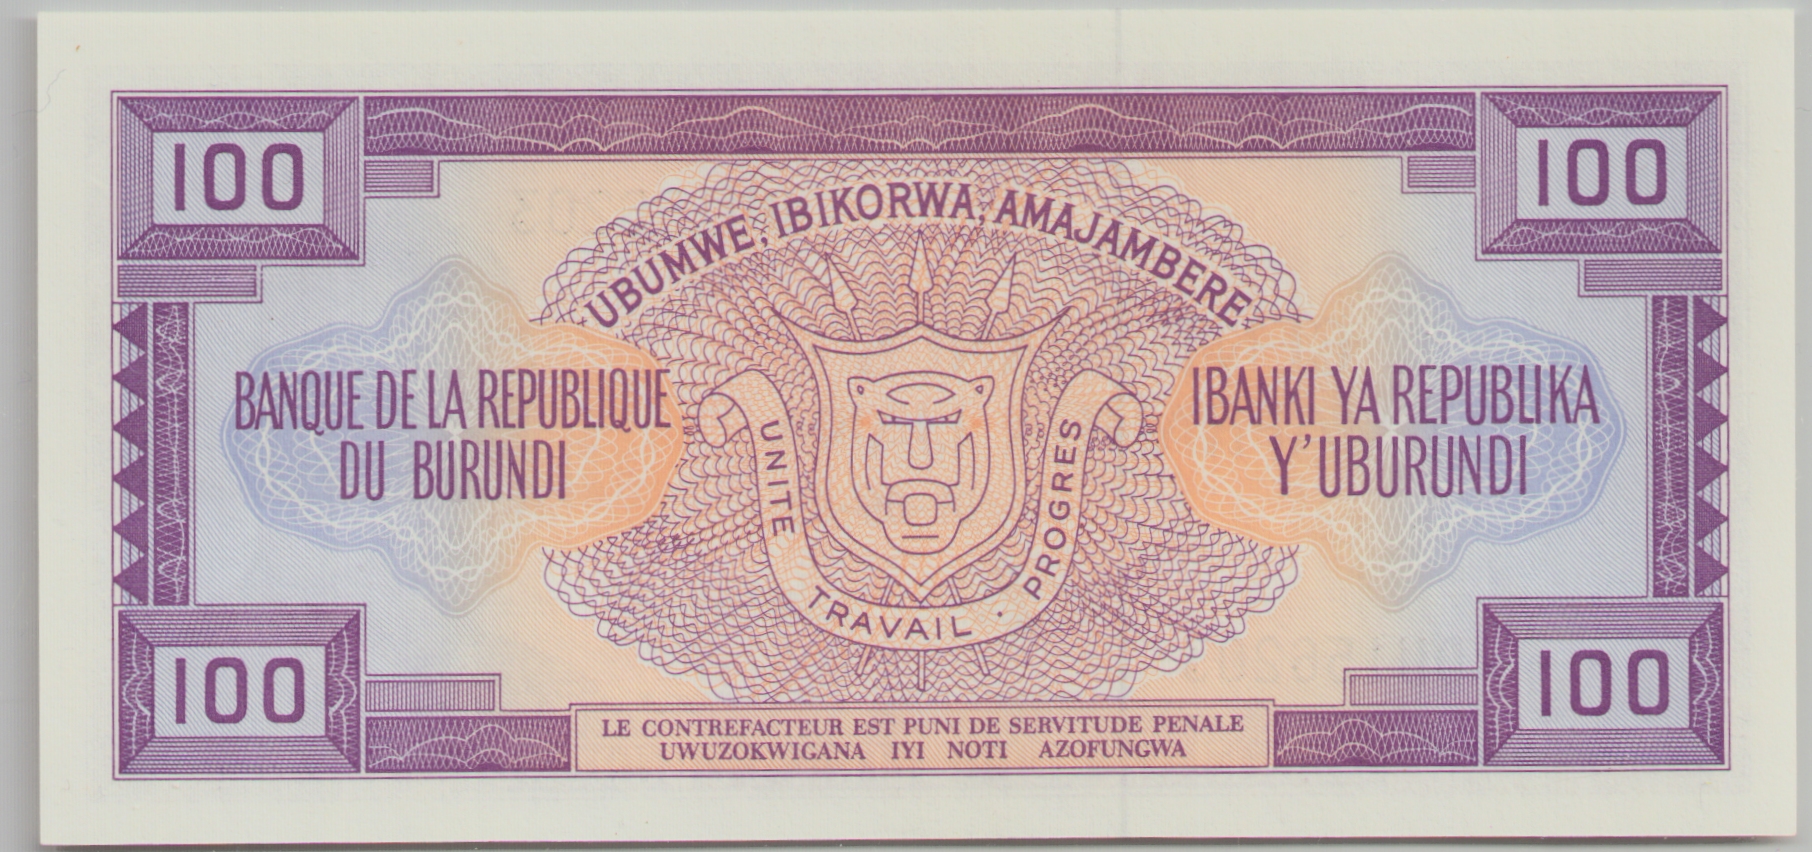 100
100
UBUMWE, IBIKORWA, AMAJAMBERE
BANQUE DE LA REPUBLIQUE
DU BURUNDI
IBANKI YA REPUBLIKA
Y'UBURUNDI
UNITE TRAVAIL · PROGRES
100
100
LE CONTREFACTEUR EST PUNI DE SERVITUDE PENALE
UWUZOKWIGANA IYI NOTI AZOFUNGWA